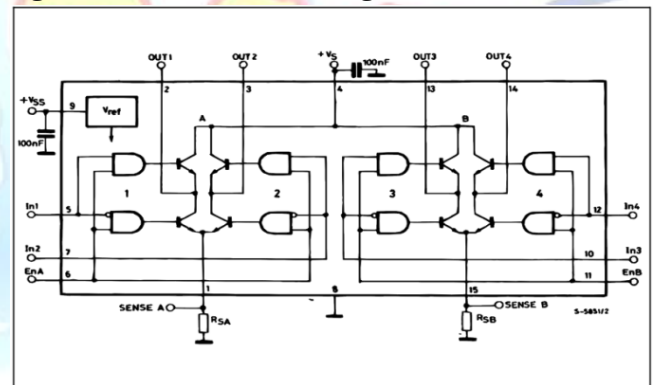 OUT1 OUT2 +VS 100nF OUT3 OUT4
2 3 4 13 14
+VSS 9 Vref A B
100nF
1 2 3 4
In1 5 12 In4
In2 7 10 In3
EnA 6 11 EnB
1 8 15
SENSE A SENSE B
RSA RSB S-5851/2